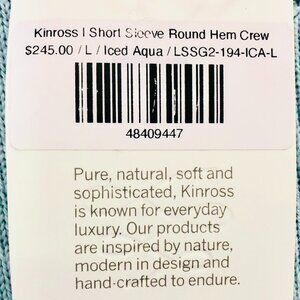 Kinross | Short Sleeve Round Hem Crew
$245.00 / L / Iced Aqua / LSSG2-194-ICA-L
48409447
Pure, natural, soft and
sophisticated, Kinross
is known for everyday
luxury. Our products
are inspired by nature,
modern in design and
hand-crafted to endure.